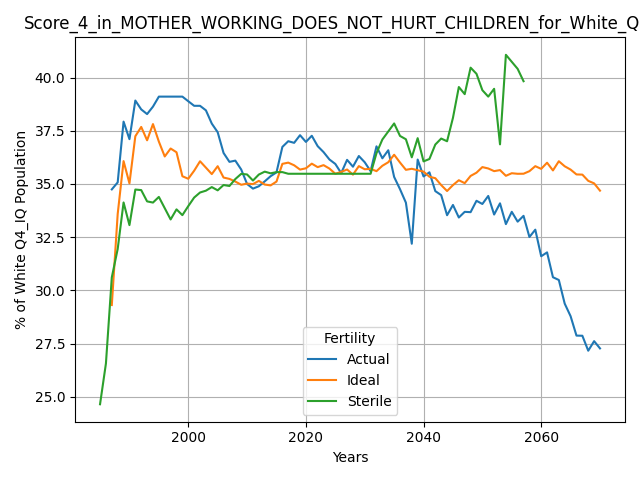 Score_4_in_MOTHER_WORKING_DOES_NOT_HURT_CHILDREN_for_White_Q
% of White Q4_IQ Population
40.0
37.5
35.0
32.5
30.0
27.5
25.0
Fertility
Actual
Ideal
Sterile
2000
2020
2040
2060
Years